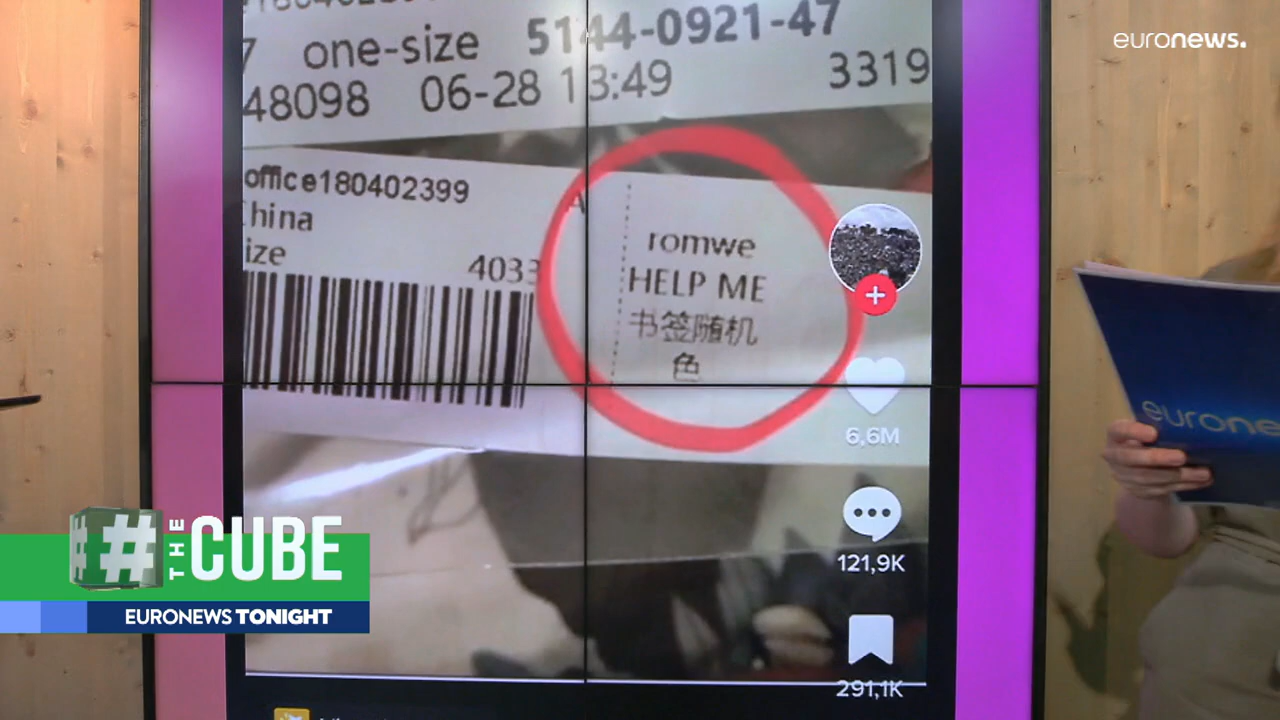 one-size 5144-0921-47
48098 06-28 13:49 3319
office180402399
China
ize
4033
A
romwe
HELP ME
书签随机
色
6,6M
121,9K
291,1K
euronews.
eurone
# THE CUBE
EURONEWS TONIGHT